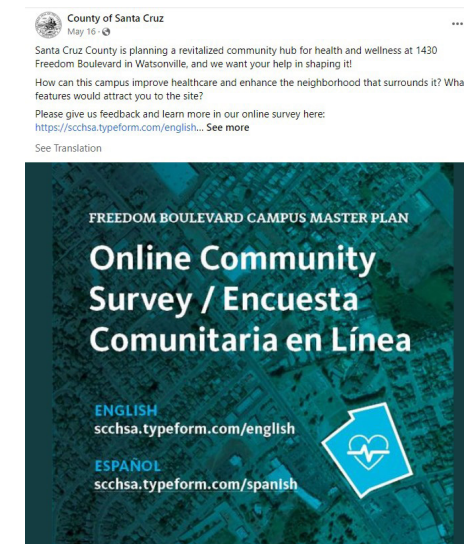 County of Santa Cruz
May 16 ·
Santa Cruz County is planning a revitalized community hub for health and wellness at 1430
Freedom Boulevard in Watsonville, and we want your help in shaping it!
How can this campus improve healthcare and enhance the neighborhood that surrounds it? Wha
features would attract you to the site?
Please give us feedback and learn more in our online survey here:
https://scchsa.typeform.com/english... See more
See Translation
FREEDOM BOULEVARD CAMPUS MASTER PLAN
Online Community
Survey / Encuesta
Comunitaria en Línea
ENGLISH
scchsa.typeform.com/english
ESPAÑOL
scchsa.typeform.com/spanish